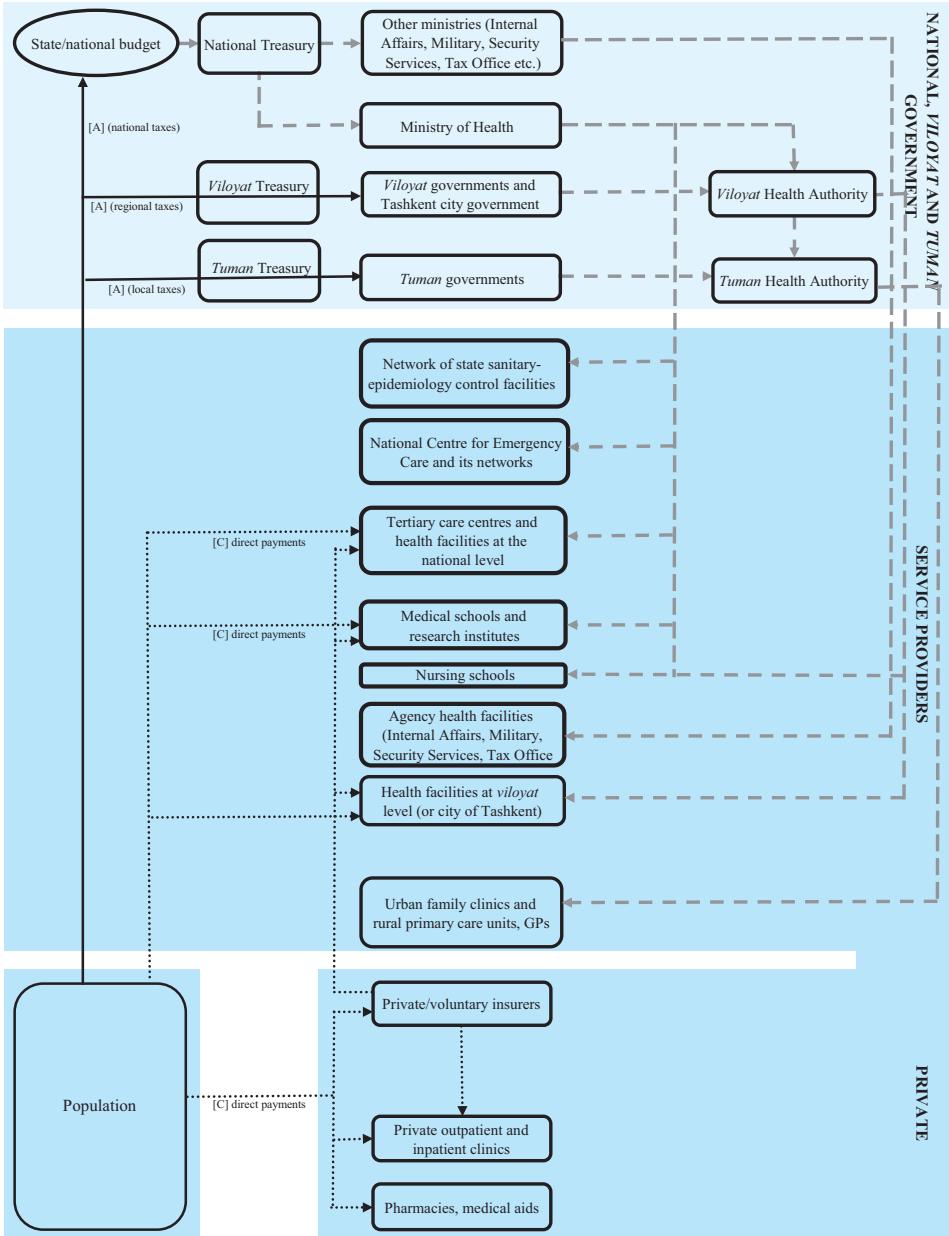 State/national budget
National Treasury
Other ministries (Internal
Affairs, Military, Security
Services, Tax Office etc.)
[A] (national taxes)
Ministry of Health
Viloyat Treasury
[A] (regional taxes)
Viloyat governments and
Tashkent city government
Viloyat Health Authority
Tuman Treasury
[A] (local taxes)
Tuman governments
Tuman Health Authority
NATIONAL, VILOYAT AND TUMAN
GOVERNMENT
Network of state sanitary-
epidemiology control facilities
National Centre for Emergency
Care and its networks
Tertiary care centres and
health facilities at the
national level
[C] direct payments
Medical schools and
research institutes
[C] direct payments
Nursing schools
Agency health facilities
(Internal Affairs, Military,
Security Services, Tax Office
Health facilities at viloyat
level (or city of Tashkent)
Urban family clinics and
rural primary care units, GPs
SERVICE PROVIDERS
Population
[C] direct payments
Private/voluntary insurers
Private outpatient and
inpatient clinics
Pharmacies, medical aids
PRIVATE